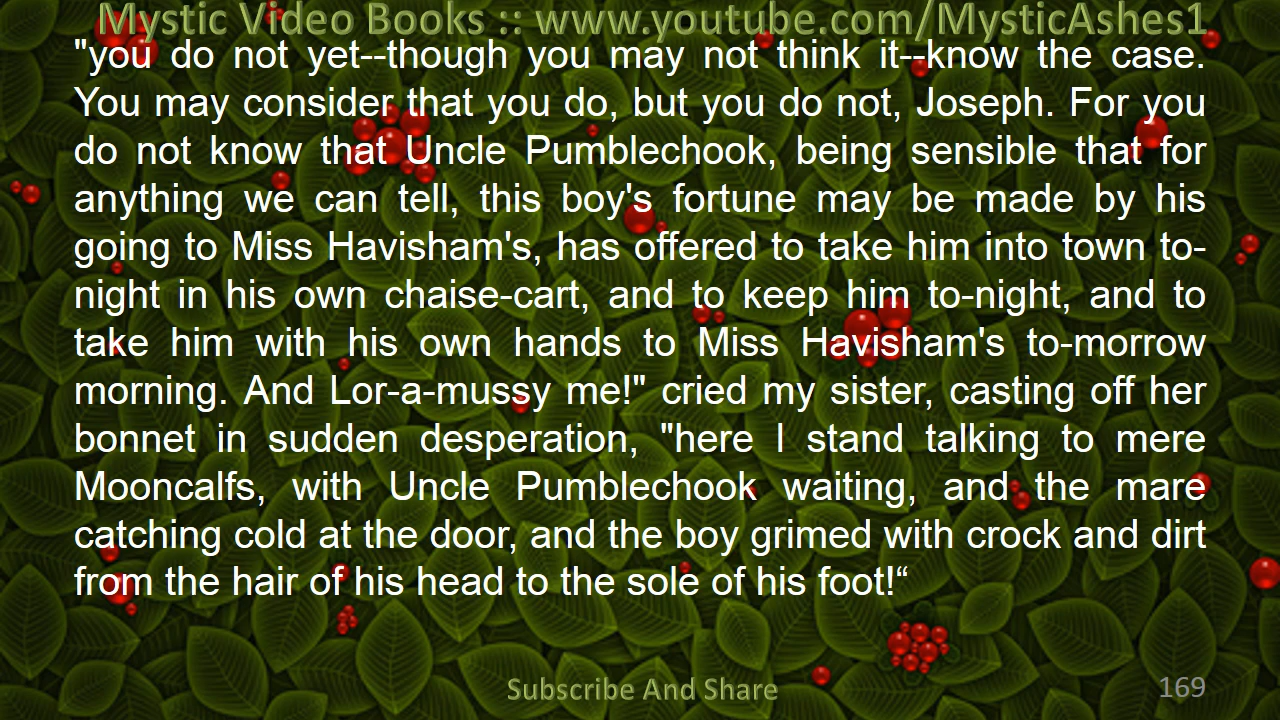 Mystic Video Books :: www.youtube.com/MysticAshes1
"you do not yet--though you may not think it--know the case.
You may consider that you do, but you do not, Joseph. For you
do not know that Uncle Pumblechook, being sensible that for
anything we can tell, this boy's fortune may be made by his
going to Miss Havisham's, has offered to take him into town to-
night in his own chaise-cart, and to keep him to-night, and to
take him with his own hands to Miss Havisham's to-morrow
morning. And Lor-a-mussy me!" cried my sister, casting off her
bonnet in sudden desperation, "here I stand talking to mere
Mooncalfs, with Uncle Pumblechook waiting, and the mare
catching cold at the door, and the boy grimed with crock and dirt
from the hair of his head to the sole of his foot!“
Subscribe And Share
169